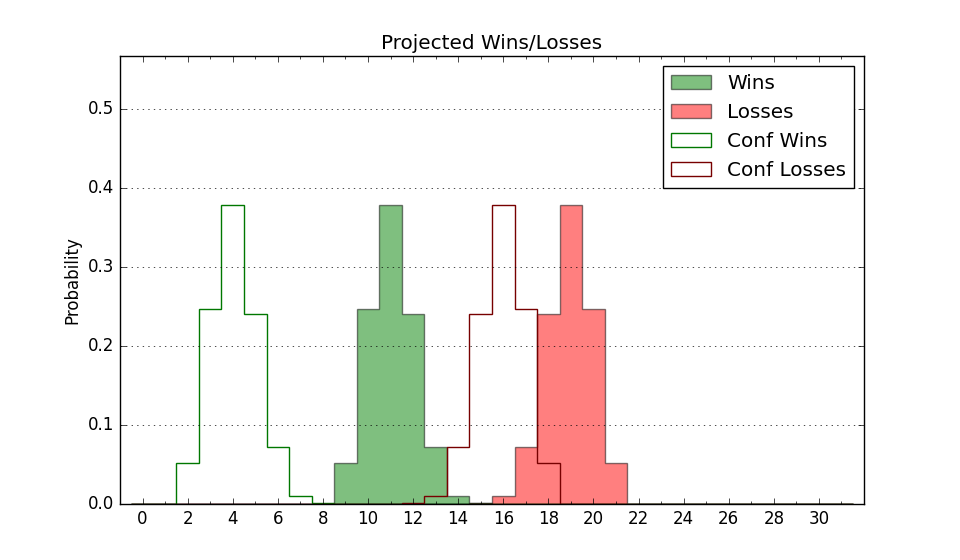 Projected Wins/Losses
Wins
Losses
Conf Wins
Conf Losses
Probability
0.5
0.4
0.3
0.2
0.1
0.0
0 2 4 6 8 10 12 14 16 18 20 22 24 26 28 30